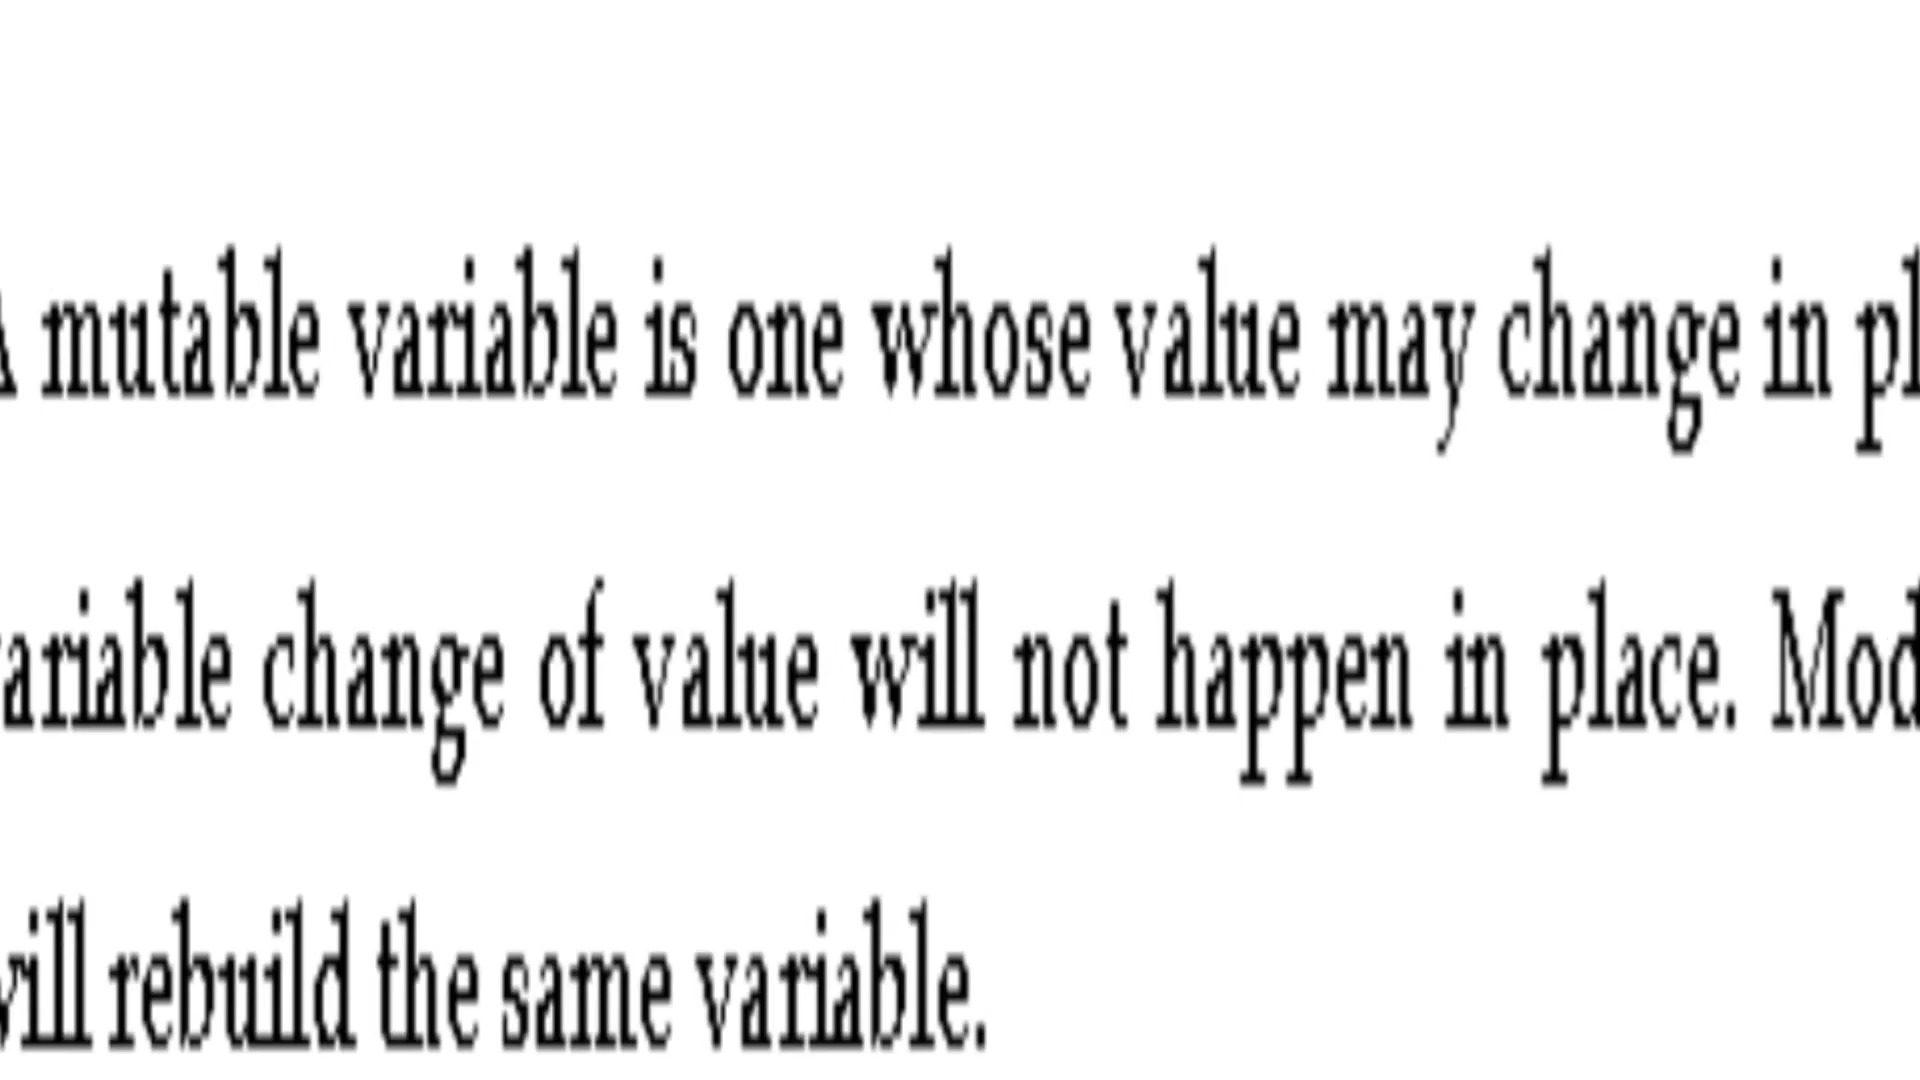 A mutable variable is one whose value may change in pl
ariable change of value will not happen in place. Mod
will rebuild the same variable.